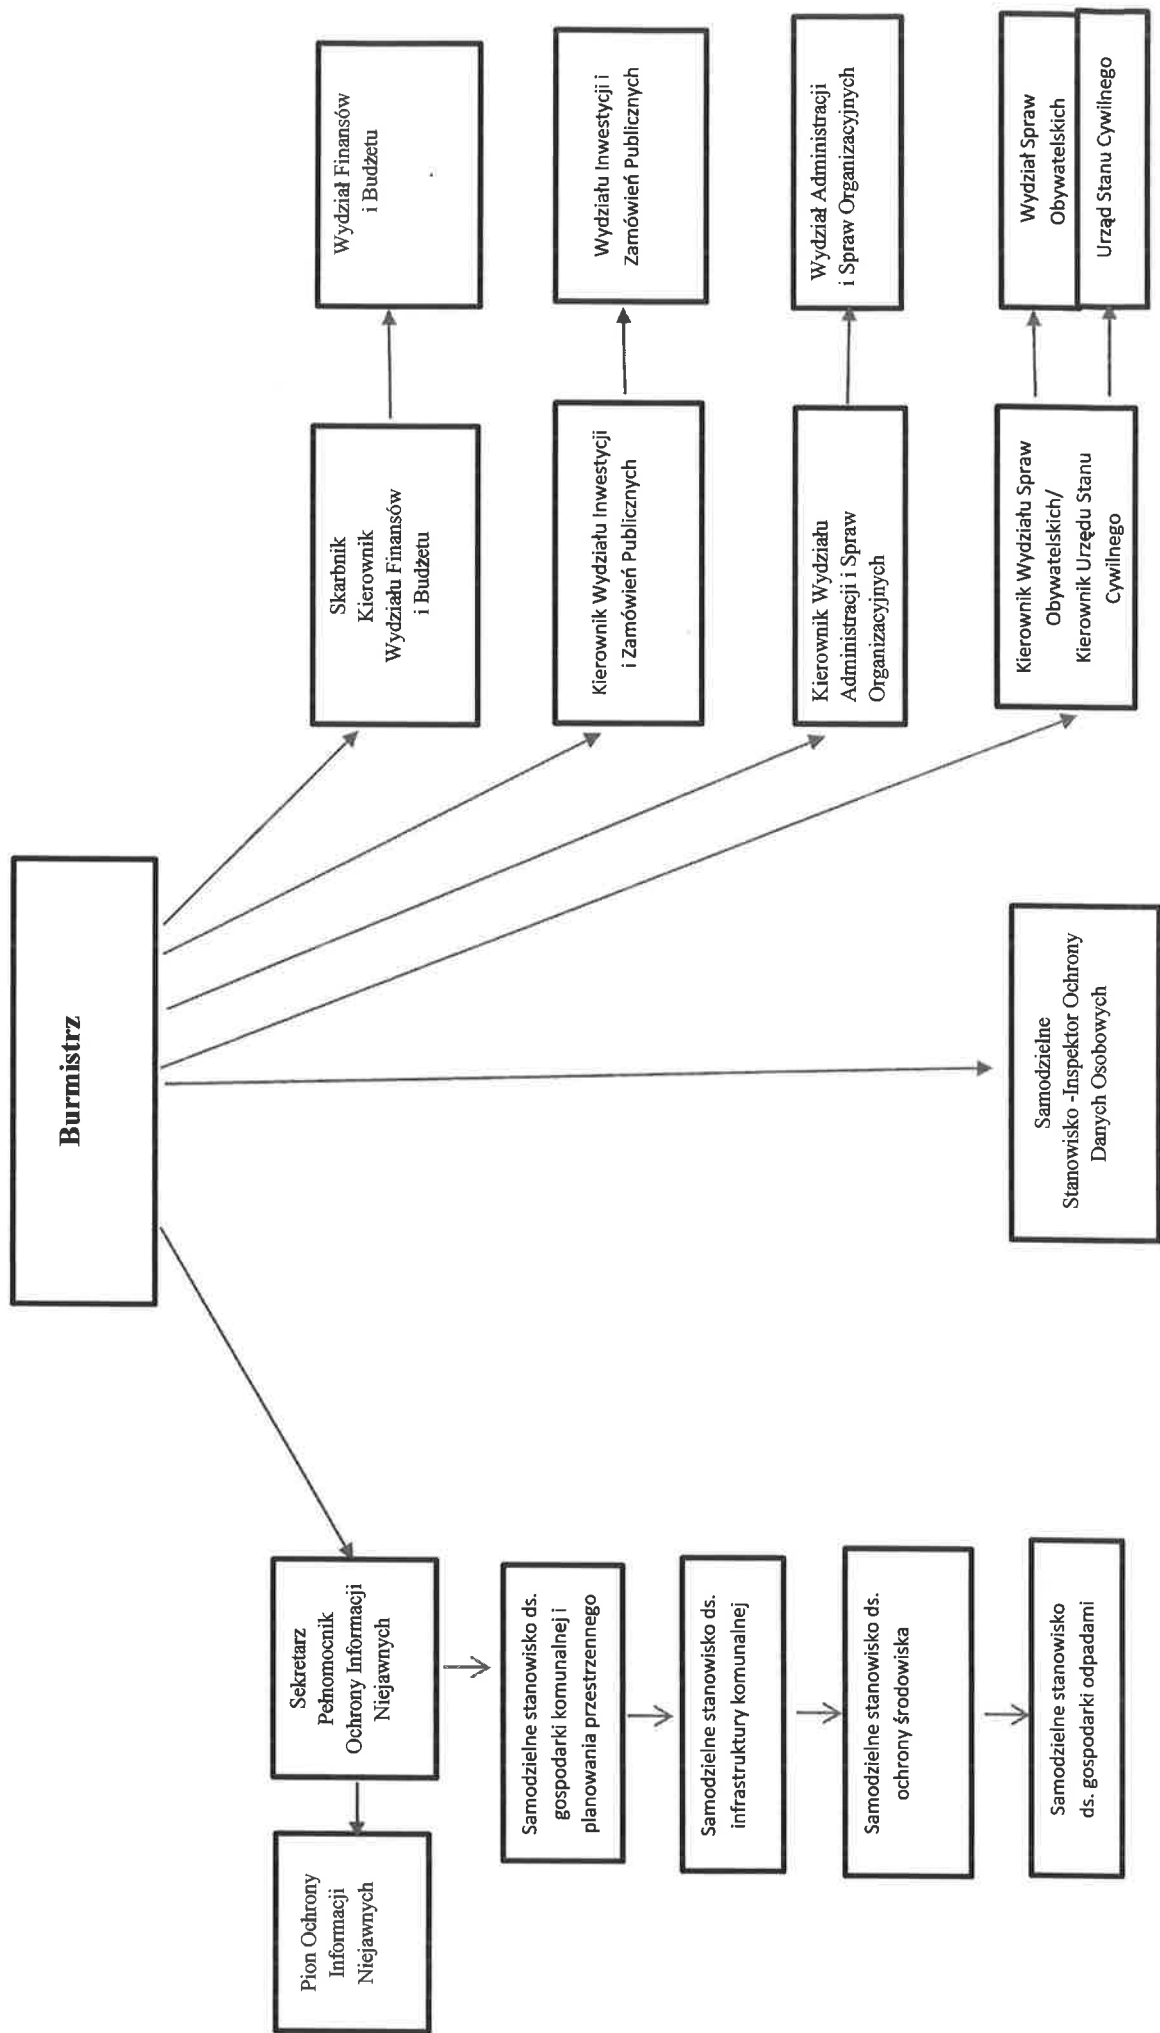 Burmistrz
Pion Ochrony
Informacji
Niejawnych
Sekretarz
Pełnomocnik
Ochrony Informacji
Niejawnych
Skarbnik
Kierownik
Wydziału Finansów
i Budżetu
Wydział Finansów
i Budżetu
Samodzielne stanowisko ds.
gospodarki komunalnej i
planowania przestrzennego
Kierownik Wydziału Inwestycji
i Zamówień Publicznych
Wydziału Inwestycji i
Zamówień Publicznych
Samodzielne stanowisko ds.
infrastruktury komunalnej
Kierownik Wydziału
Administracji i Spraw
Organizacyjnych
Wydział Administracji
i Spraw Organizacyjnych
Samodzielne stanowisko ds.
ochrony środowiska
Samodzielne stanowisko
ds. gospodarki odpadami
Samodzielne
Stanowisko -Inspektor Ochrony
Danych Osobowych
Kierownik Wydziału Spraw
Obywatelskich/
Kierownik Urzędu Stanu
Cywilnego
Wydział Spraw
Obywatelskich
Urząd Stanu Cywilnego